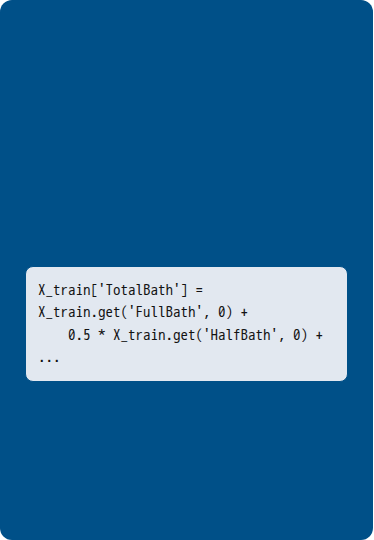 X_train['TotalBath'] =
X_train.get('FullBath', 0) +
    0.5 * X_train.get('HalfBath', 0) +
...